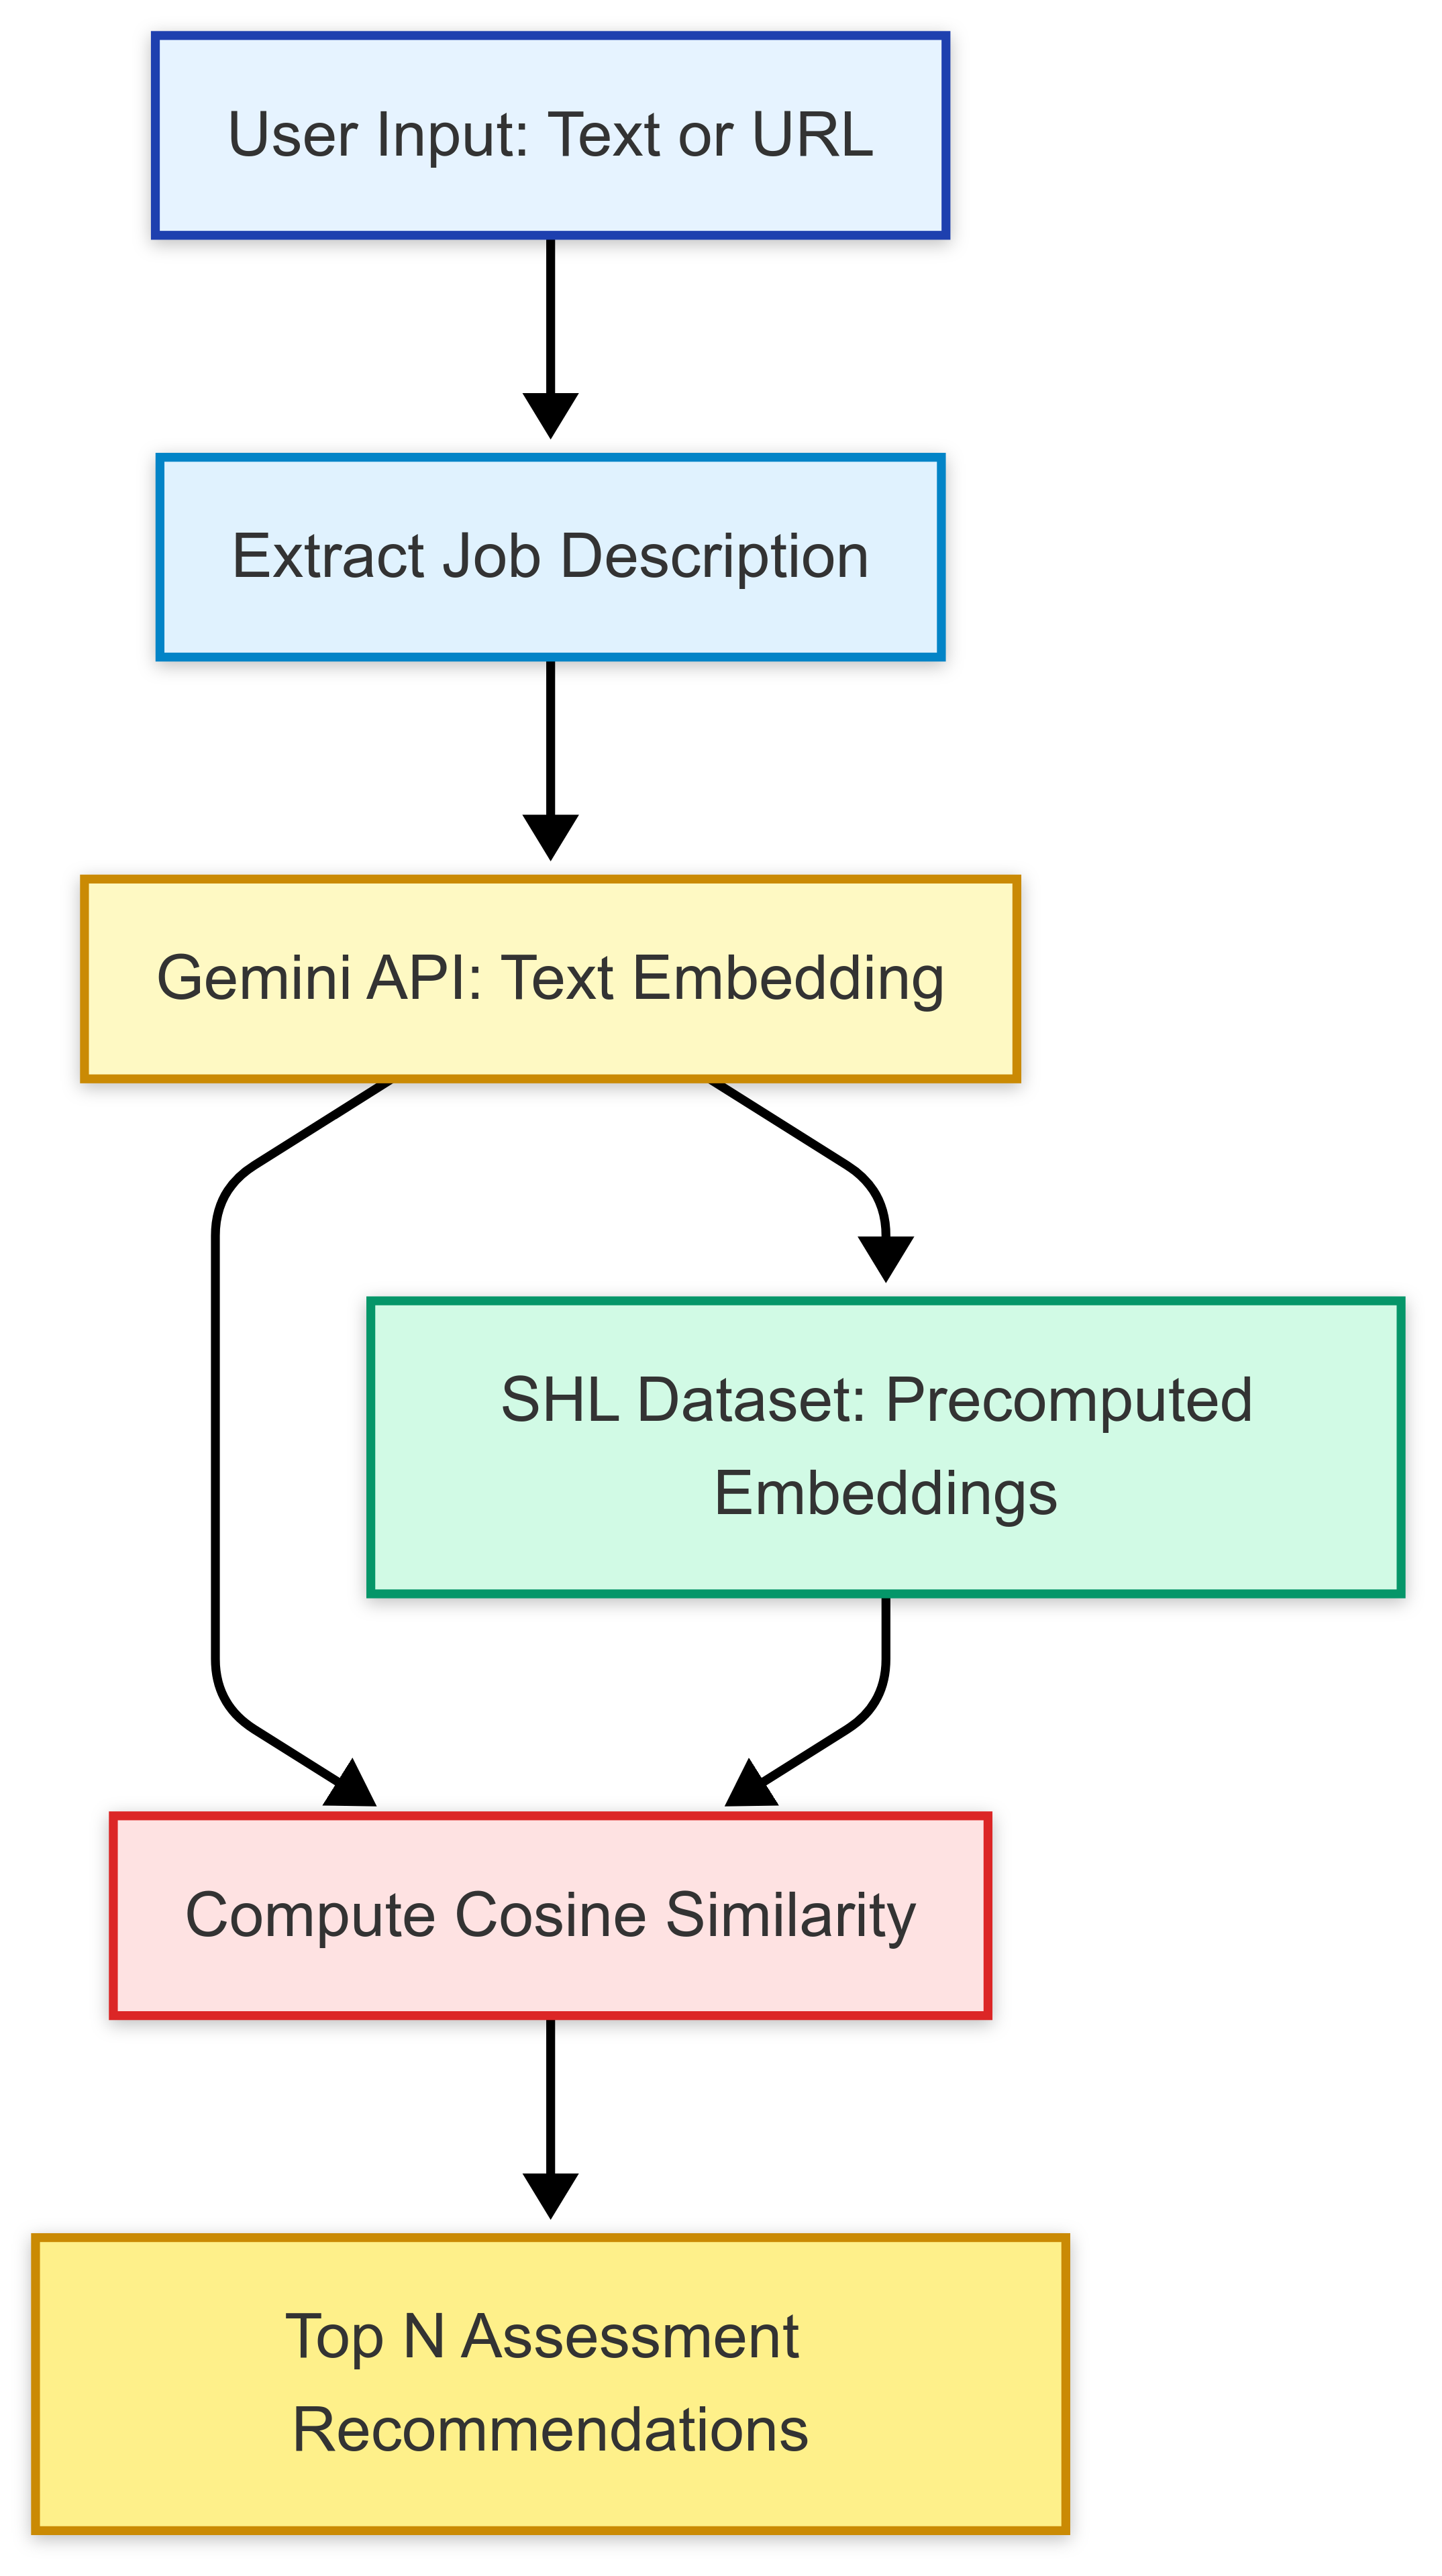 User Input: Text or URL
Extract Job Description
Gemini API: Text Embedding
SHL Dataset: Precomputed
Embeddings
Compute Cosine Similarity
Top N Assessment
Recommendations